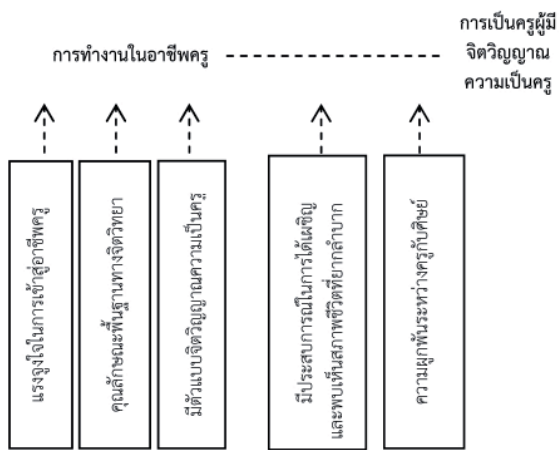 การเป็นครูผู้มี
จิตวิญญาณ
ความเป็นครู
การทำงานในอาชีพครู
แรงจูงใจในการเข้าสู่อาชีพครู
คุณลักษณะพื้นฐานทางจิตวิทยา
มีตัวแบบจิตวิญญาณความเป็นครู
มีประสบการณ์ในการได้เผชิญ
และพบเห็นสภาพชีวิตที่ยากลำบาก
ความผูกพันระหว่างครูกับศิษย์